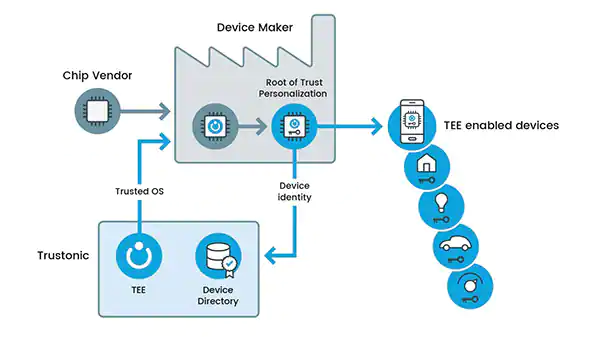 Device Maker
Chip Vendor
Root of Trust
Personalization
TEE enabled devices
Trusted OS
Device
identity
Trustonic
TEE
Device
Directory